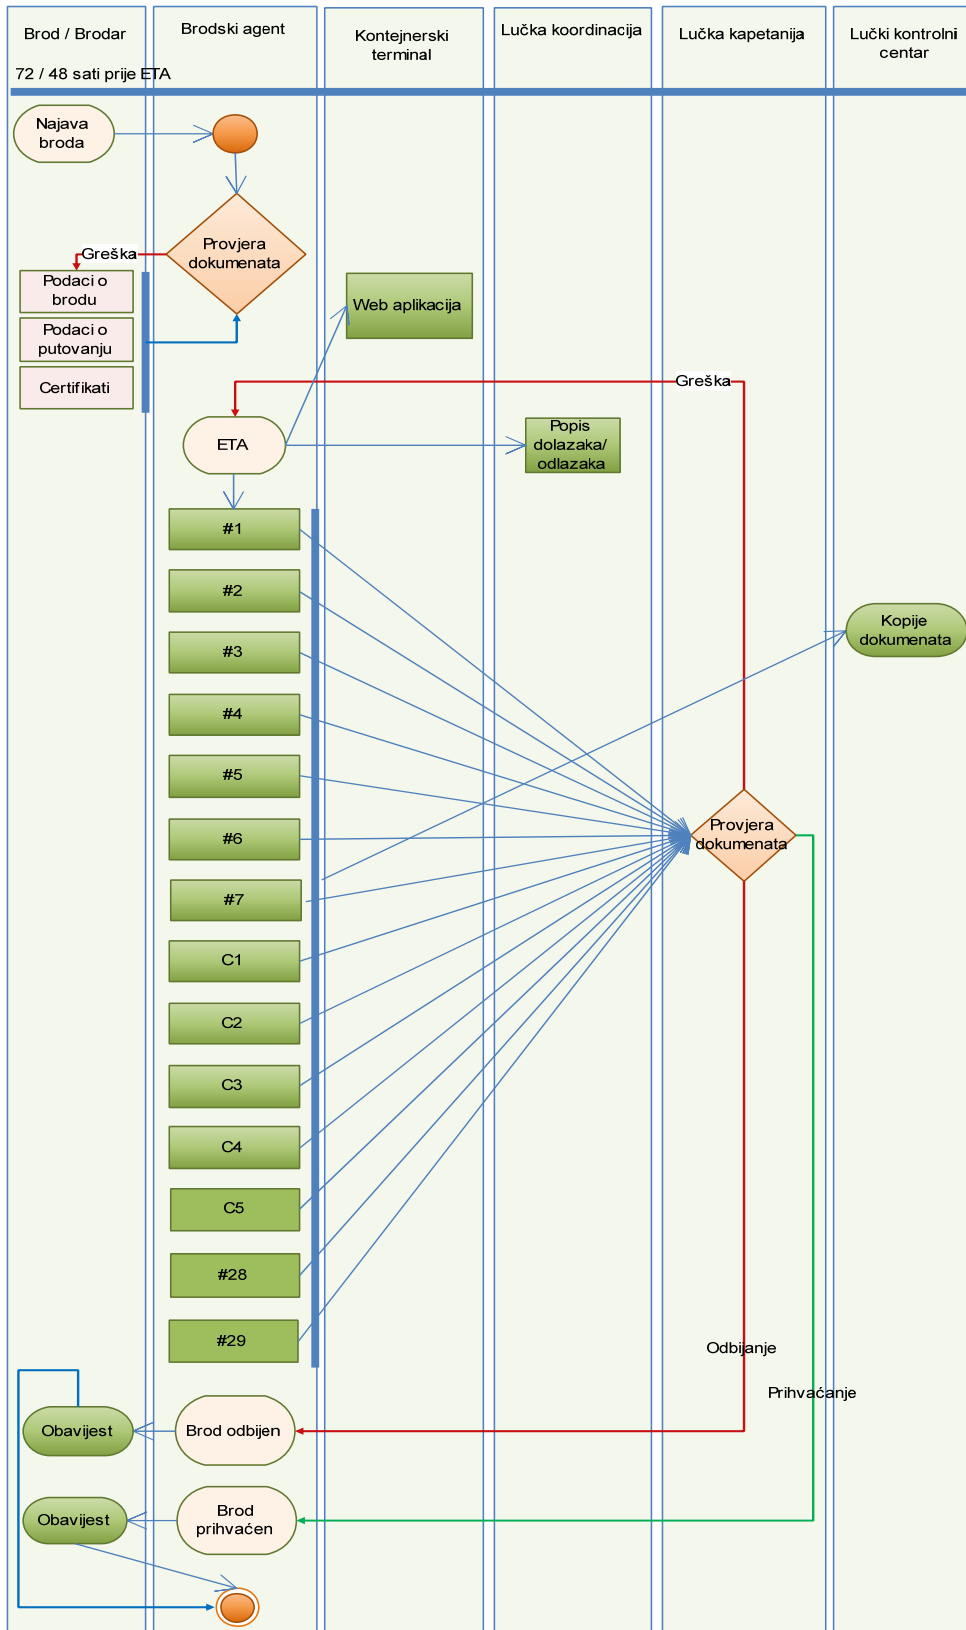 Brod / Brodar
Brodski agent
Kontejnerski
terminal
Lučka koordinacija
Lučka kapetanija
Lučki kontrolni
centar
72 / 48 sati prije ETA
Najava
broda
Provjera
dokumenata
Greška
Podaci o
brodu
Podaci o
putovanju
Certifikati
Web aplikacija
Greška
ETA
Popis
dolazaka/
odlazaka
#1
#2
#3
#4
#5
#6
#7
C1
C2
C3
C4
C5
#28
#29
Kopije
dokumenata
Provjera
dokumenata
Odbijanje
Prihvaćanje
Obavijest
Brod odbijen
Obavijest
Brod
prihvaćen